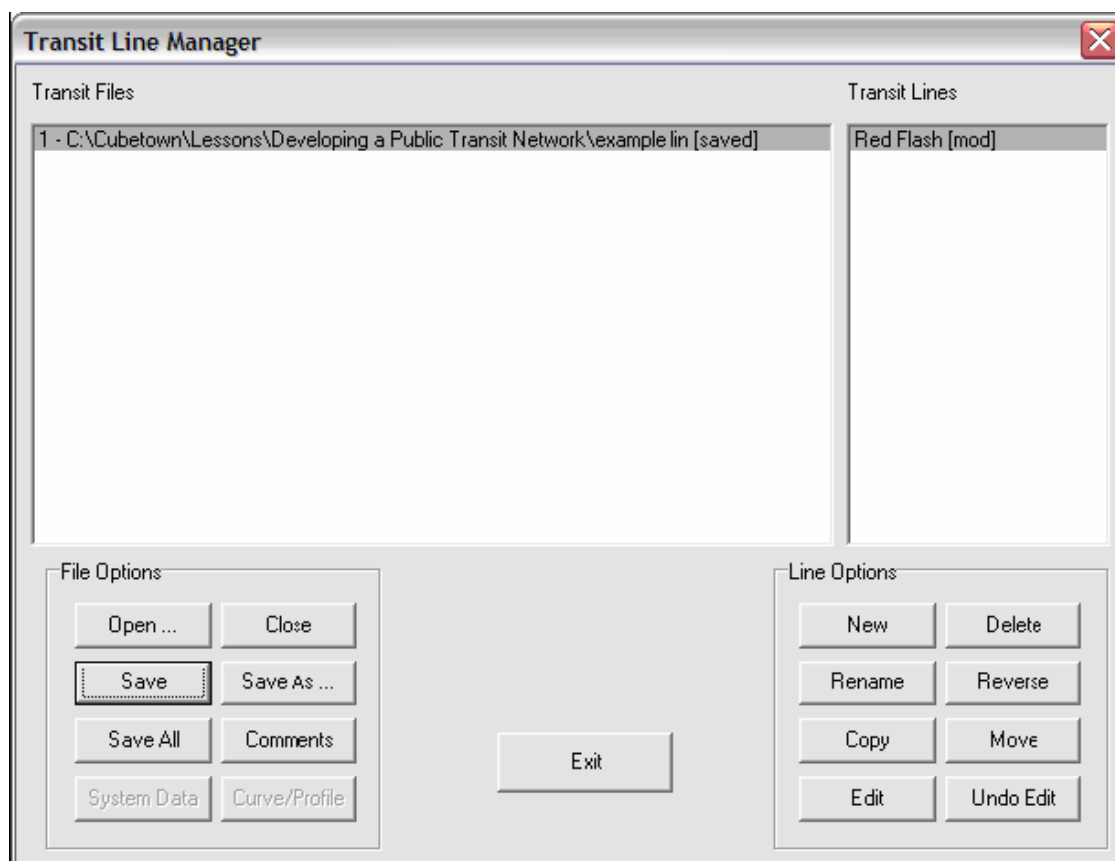 Transit Line Manager
Transit Files
Transit Lines
1 - C:\Cubetown\Lessons\Developing a Public Transit Network\example.lin [saved]
Red Flash [mod]
File Options
Open ...
Close
Save
Save As ...
Save All
Comments
System Data
Curve/Profile
Exit
Line Options
New
Delete
Rename
Reverse
Copy
Move
Edit
Undo Edit